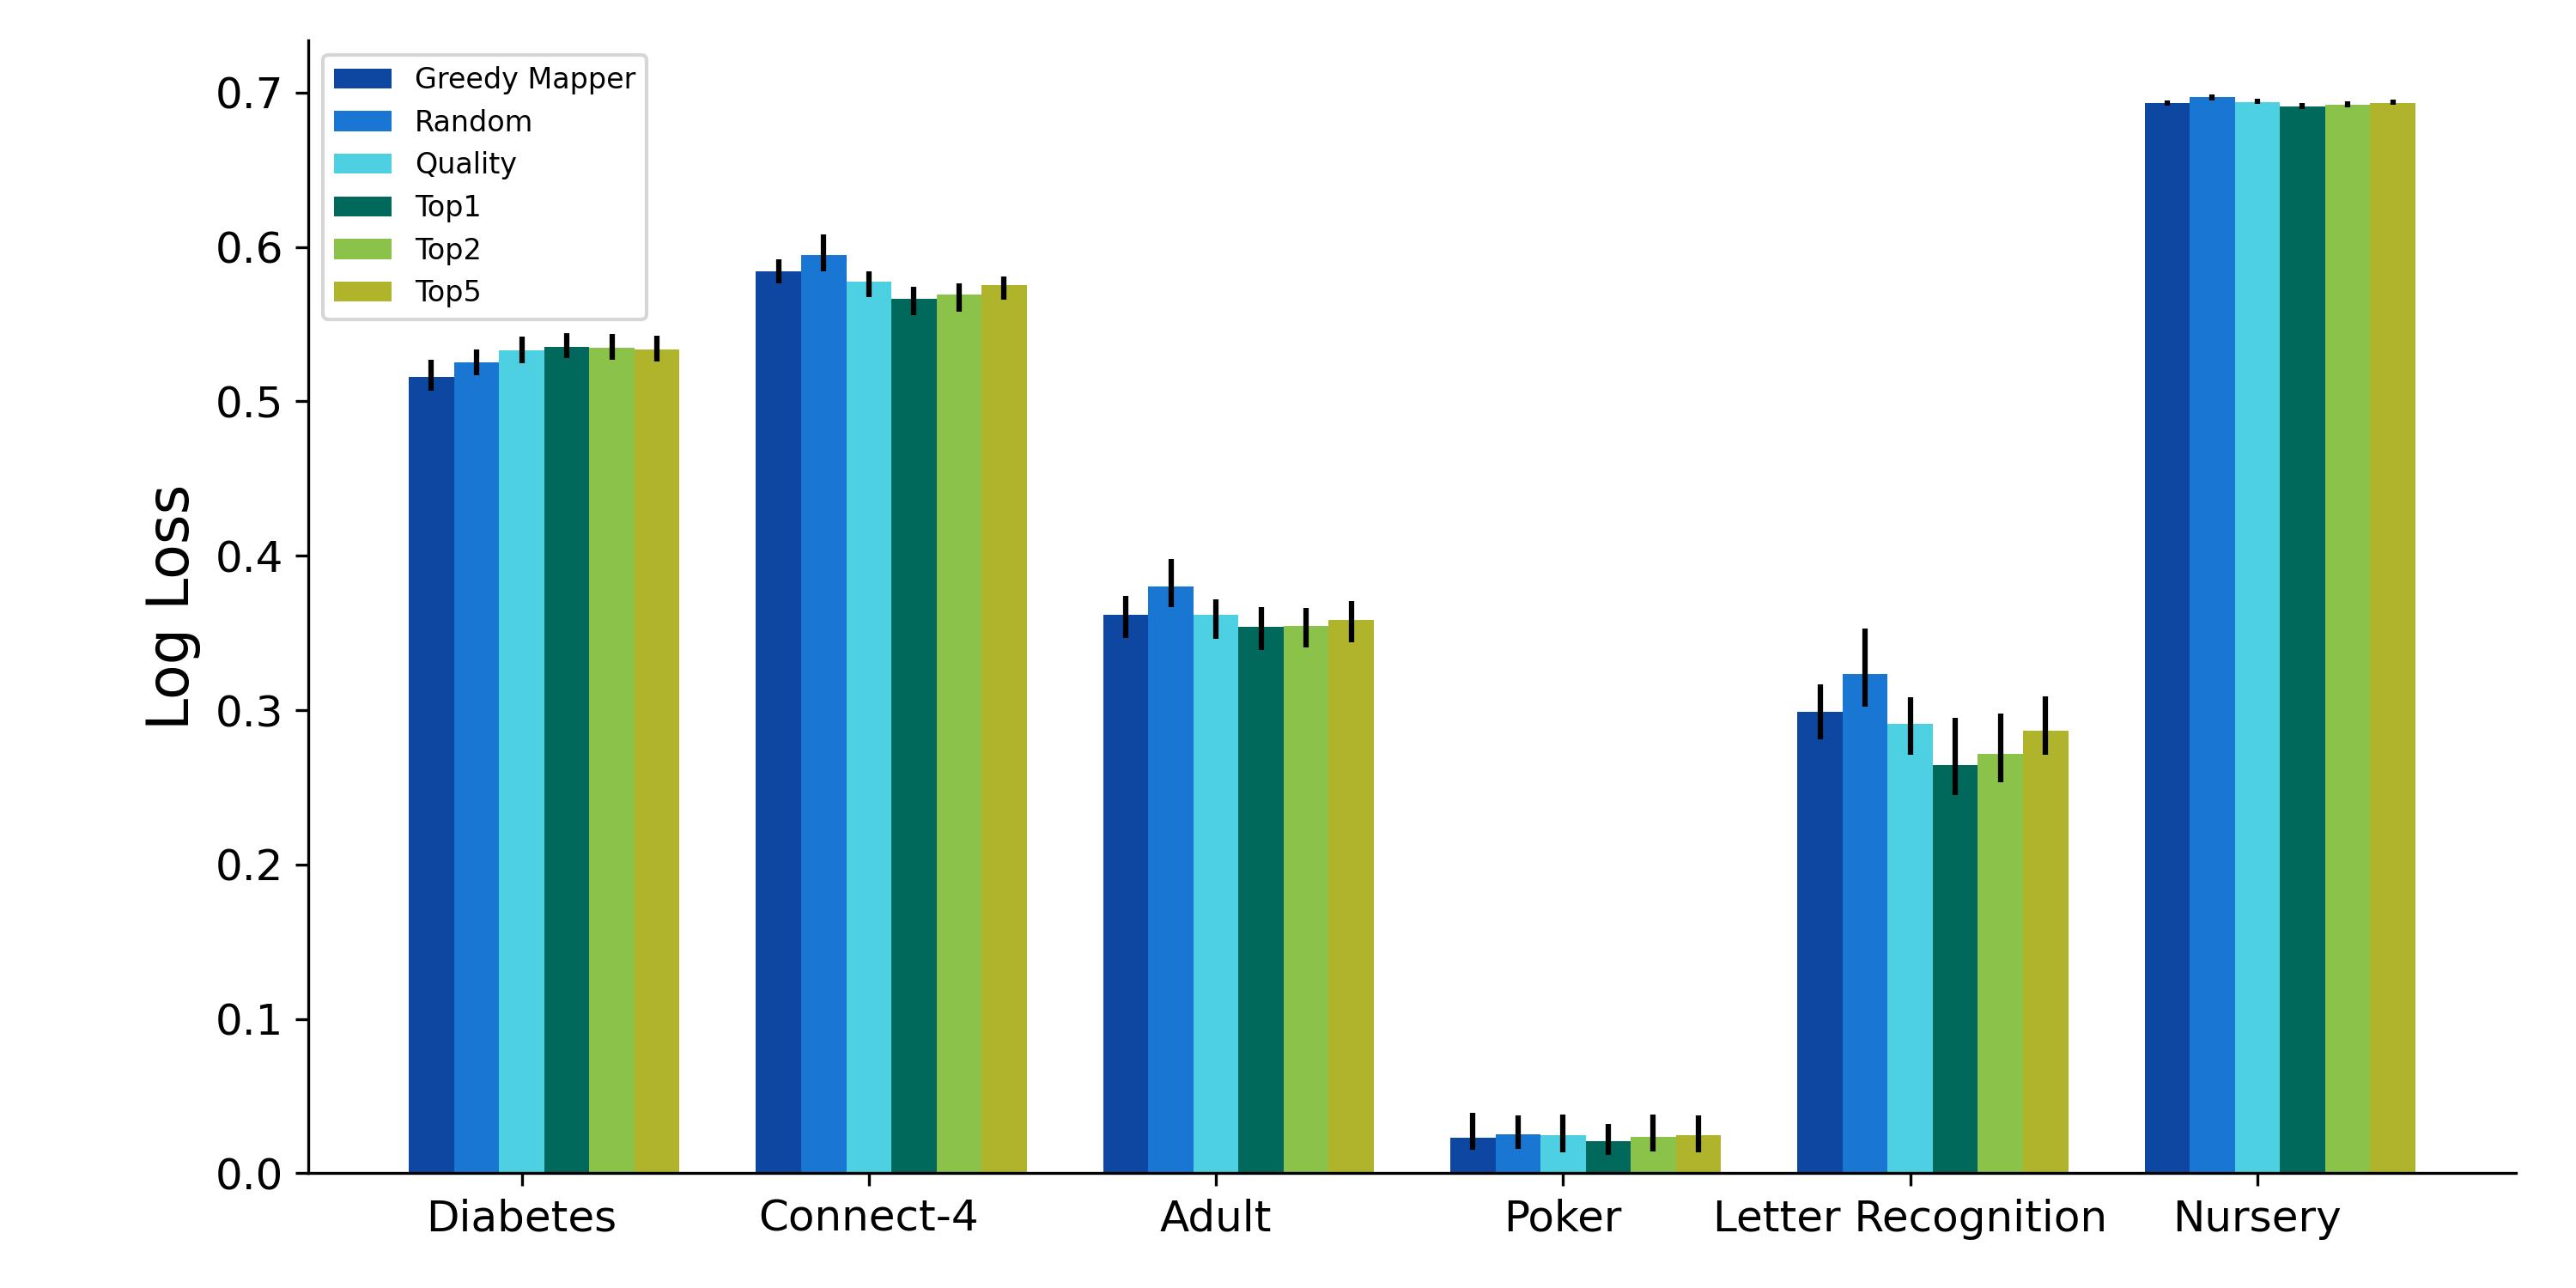 Greedy Mapper
Random
Quality
Top1
Top2
Top5
Log Loss
0.7
0.6
0.5
0.4
0.3
0.2
0.1
0.0
Diabetes Connect-4 Adult Poker Letter Recognition Nursery